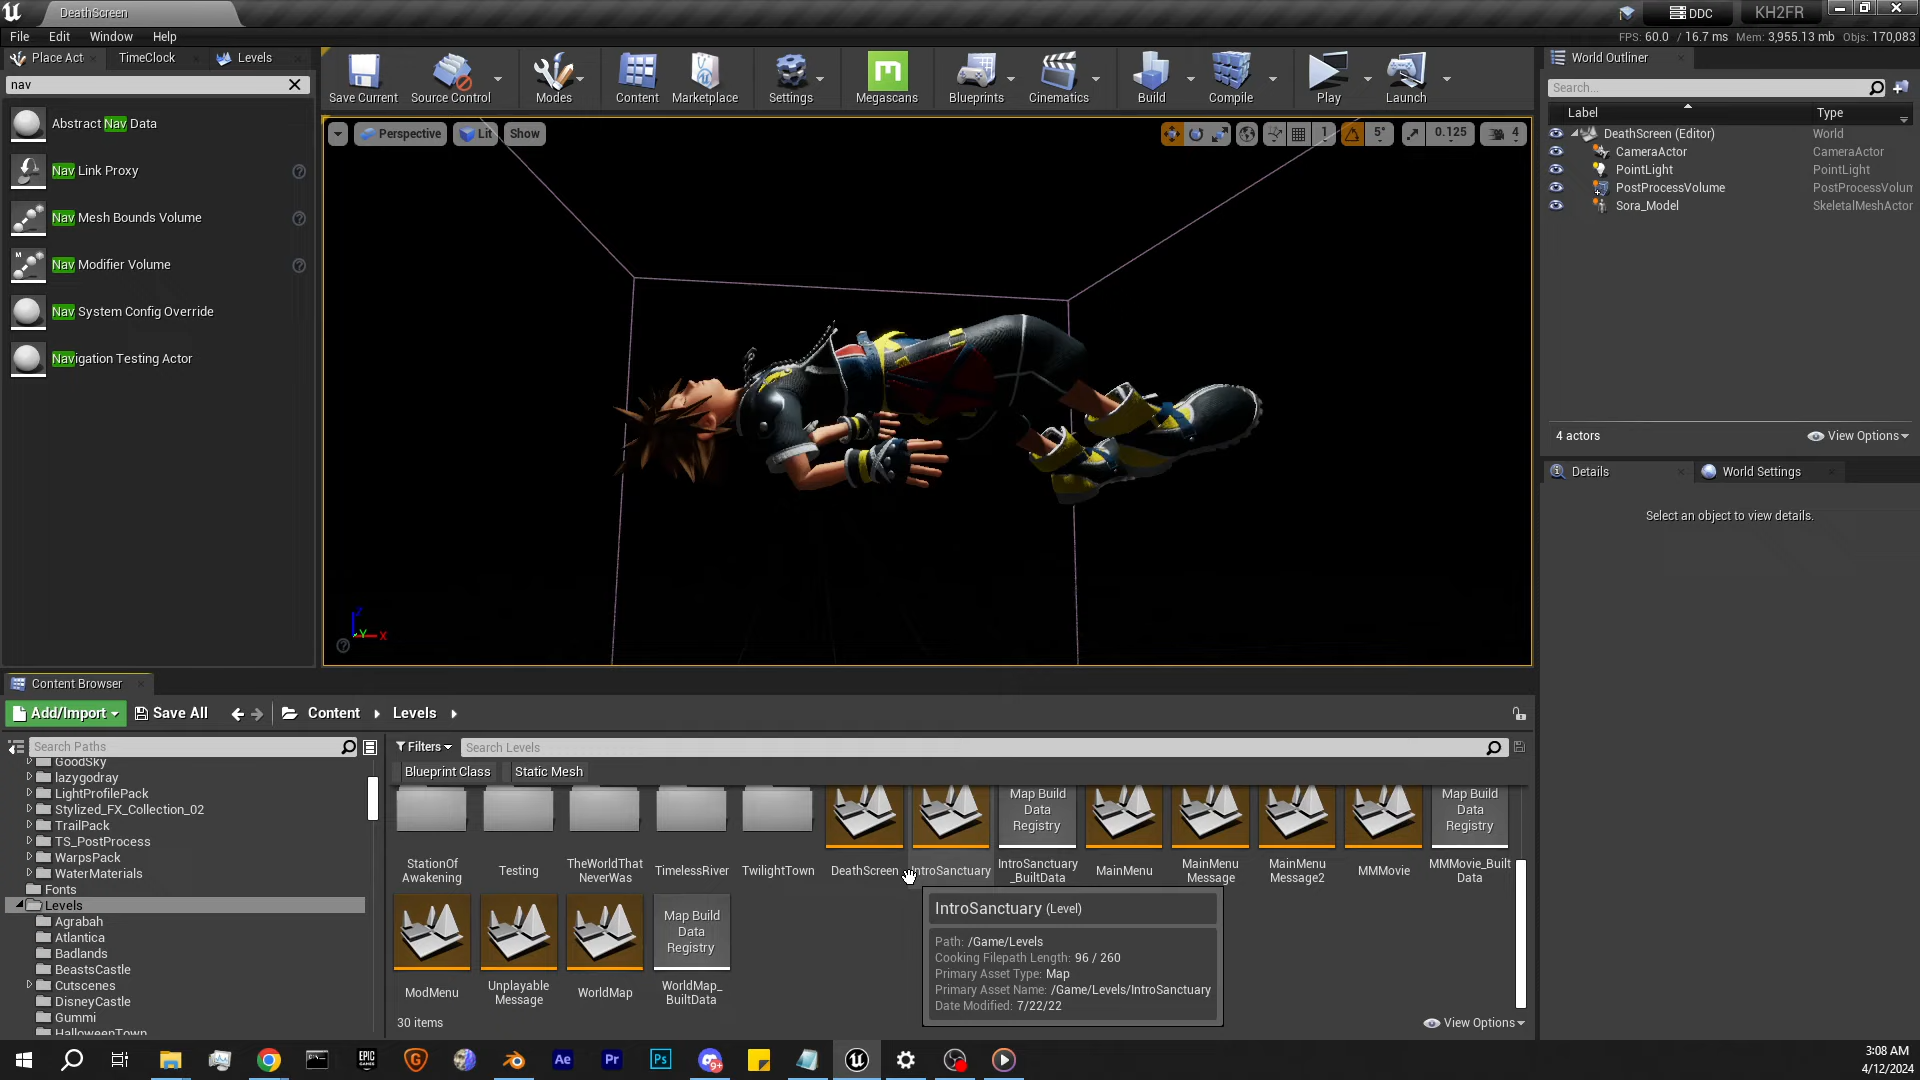 DeathScreen
DDC
KH2FR
File Edit Window Help
FPS: 60.0 / 16.7 ms Mem: 3,955.13 mb Objs: 170,083
Place Act
TimeClock
Levels
nav
Abstract Nav Data
Nav Link Proxy
Nav Mesh Bounds Volume
Nav Modifier Volume
Nav System Config Override
Navigation Testing Actor
Save Current
Source Control
Modes
Content
Marketplace
Settings
Megascans
Blueprints
Cinematics
Build
Compile
Play
Launch
Perspective
Lit
Show
1
5°
0.125
4
Z
Y
X
World Outliner
Search...
Label Type
DeathScreen (Editor) World
CameraActor CameraActor
PointLight PointLight
PostProcessVolume PostProcessVolum
Sora_Model SkeletalMeshActor
4 actors
View Options
Details
World Settings
Select an object to view details.
Content Browser
Add/Import
Save All
Content
Levels
Search Paths
Filters
Search Levels
Blueprint Class
Static Mesh
GoodSky
lazygodray
LightProfilePack
Stylized_FX_Collection_02
TrailPack
TS_PostProcess
WarpsPack
WaterMaterials
Fonts
Levels
Agrabah
Atlantica
Badlands
BeastsCastle
Cutscenes
DisneyCastle
Gummi
HalloweenTown
StationOf
Awakening
Testing
TheWorldThat
NeverWas
TimelessRiver
TwilightTown
DeathScreen
IntroSanctuary
Map Build
Data
Registry
IntroSanctuary
_BuiltData
MainMenu
MainMenu
Message
MainMenu
Message2
MMMovie
Map Build
Data
Registry
MMMovie_Built
Data
ModMenu
Unplayable
Message
WorldMap
Map Build
Data
Registry
WorldMap_
BuiltData
IntroSanctuary (Level)
Path: /Game/Levels
Cooking Filepath Length: 96 / 260
Primary Asset Type: Map
Primary Asset Name: /Game/Levels/IntroSanctuary
Date Modified: 7/22/22
30 items
View Options
EPIC
GAMES
Ae
Pr
Ps
9+
3:08 AM
4/12/2024